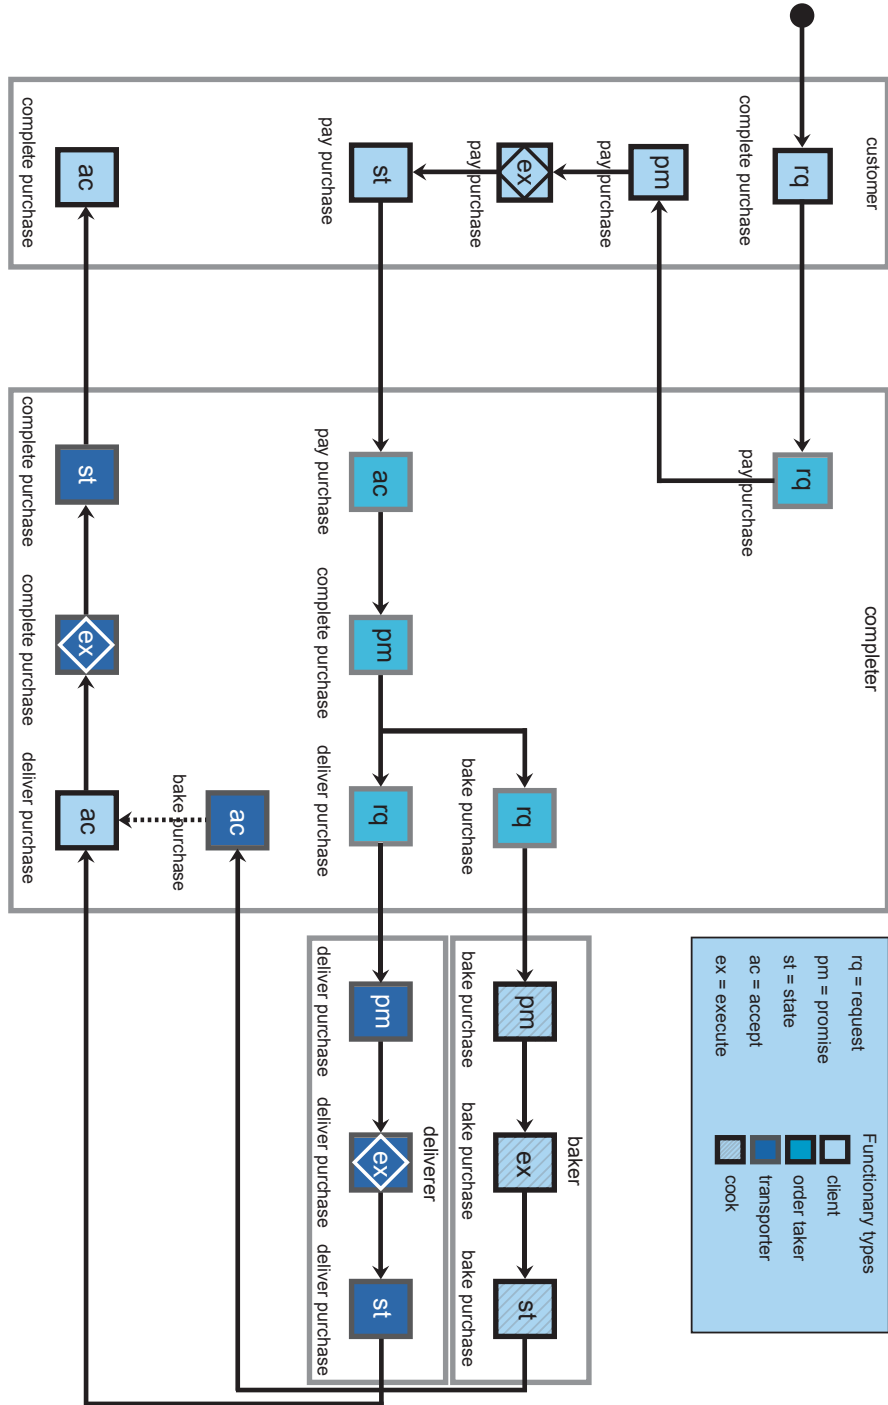 customer
rq
complete purchase
pm
pay purchase
ex
pay purchase
st
pay purchase
ac
complete purchase
completer
rq
pay purchase
ac
pay purchase
pm
complete purchase
rq
bake purchase
rq
deliver purchase
st
complete purchase
ex
complete purchase
ac
deliver purchase
ac
bake purchase
baker
pm
bake purchase
ex
bake purchase
st
bake purchase
deliverer
pm
deliver purchase
ex
deliver purchase
st
deliver purchase
rq = request
pm = promise
st = state
ac = accept
ex = execute
Functionary types
client
order taker
transporter
cook